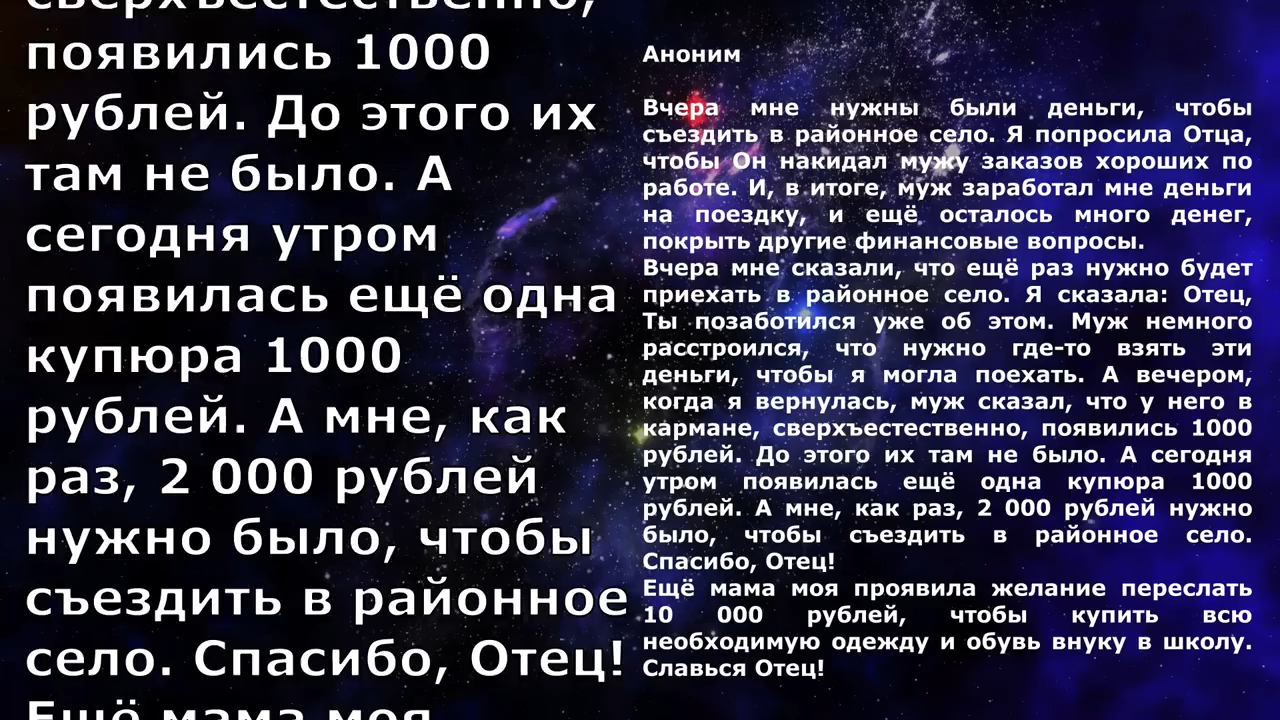 сверхъестественно,
появились 1000
рублей. До этого их
там не было. А
сегодня утром
появилась ещё одна
купюра 1000
рублей. А мне, как
раз, 2 000 рублей
нужно было, чтобы
съездить в районное
село. Спасибо, Отец!
Ещё мама моя
Аноним
Вчера мне нужны были деньги, чтобы
съездить в районное село. Я попросила Отца,
чтобы Он накидал мужу заказов хороших по
работе. И, в итоге, муж заработал мне деньги
на поездку, и ещё осталось много денег,
покрыть другие финансовые вопросы.
Вчера мне сказали, что ещё раз нужно будет
приехать в районное село. Я сказала: Отец,
Ты позаботился уже об этом. Муж немного
расстроился, что нужно где-то взять эти
деньги, чтобы я могла поехать. А вечером,
когда я вернулась, муж сказал, что у него в
кармане, сверхъестественно, появились 1000
рублей. До этого их там не было. А сегодня
утром появилась ещё одна купюра 1000
рублей. А мне, как раз, 2 000 рублей нужно
было, чтобы съездить в районное село.
Спасибо, Отец!
Ещё мама моя проявила желание переслать
10 000 рублей, чтобы купить всю
необходимую одежду и обувь внуку в школу.
Славься Отец!